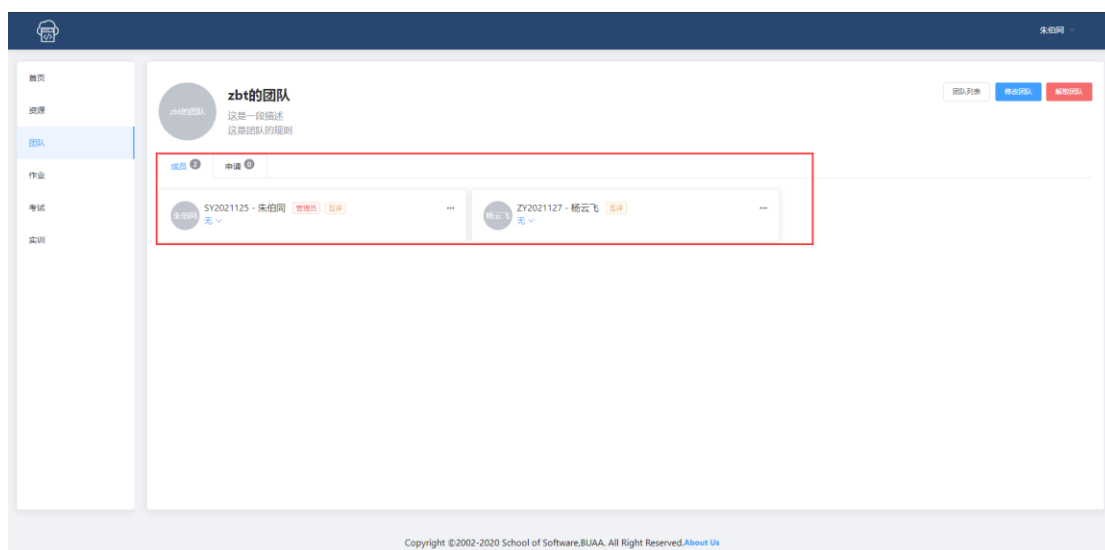 朱伯同
首页
资源
团队
作业
考试
实训
zbt的团队
zbt的团队
这是一段描述
这是团队的规则
团队列表 修改团队 解散团队
成员 2 申请 0
朱伯同 SY2021125 - 朱伯同 管理员 互评
无
杨云飞 ZY2021127 - 杨云飞 互评
无
Copyright ©2002-2020 School of Software,BUAA. All Right Reserved.About Us